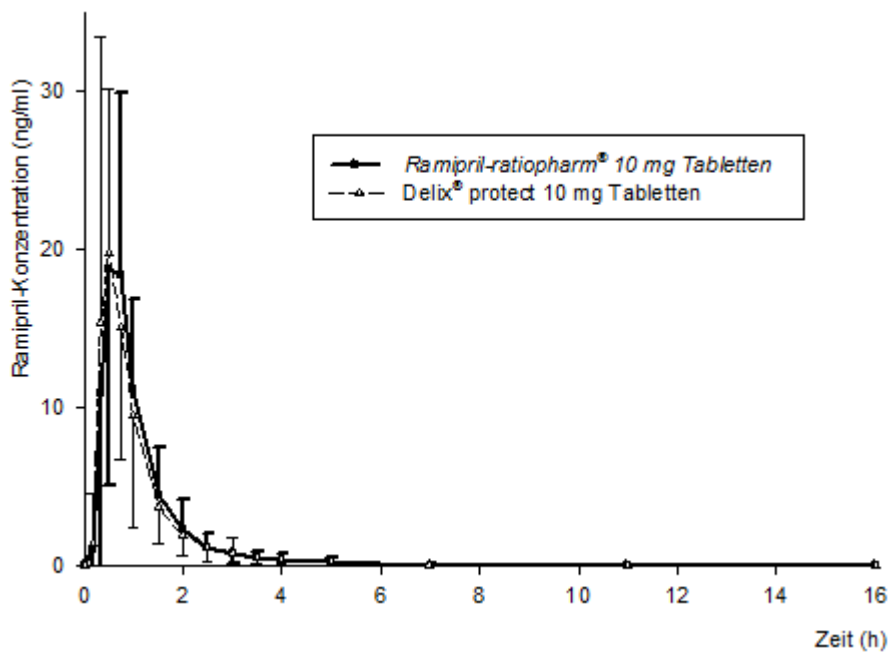 Ramipril-Konzentration (ng/ml)
30
20
10
0
Ramipril-ratiopharm® 10 mg Tabletten
Delix® protect 10 mg Tabletten
0 2 4 6 8 10 12 14 16
Zeit (h)